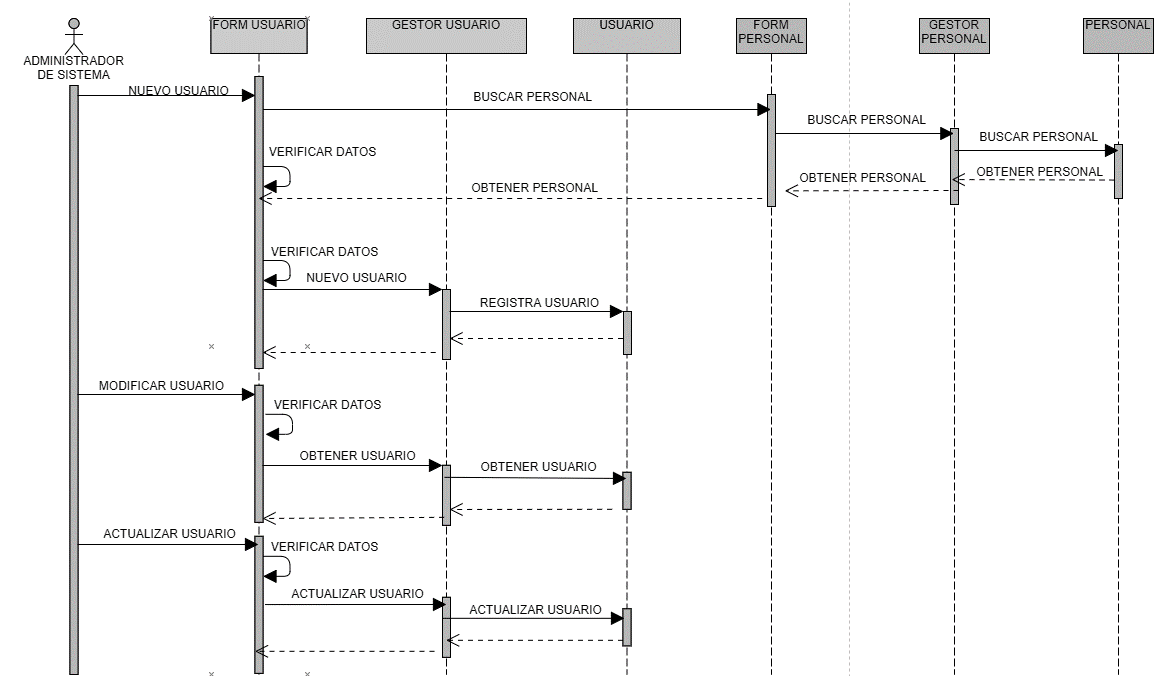 FORM USUARIO
GESTOR USUARIO
USUARIO
FORM
PERSONAL
GESTOR
PERSONAL
PERSONAL
ADMINISTRADOR
DE SISTEMA
NUEVO USUARIO
BUSCAR PERSONAL
BUSCAR PERSONAL
BUSCAR PERSONAL
VERIFICAR DATOS
OBTENER PERSONAL
OBTENER PERSONAL
OBTENER PERSONAL
VERIFICAR DATOS
NUEVO USUARIO
REGISTRA USUARIO
MODIFICAR USUARIO
VERIFICAR DATOS
OBTENER USUARIO
OBTENER USUARIO
ACTUALIZAR USUARIO
VERIFICAR DATOS
ACTUALIZAR USUARIO
ACTUALIZAR USUARIO